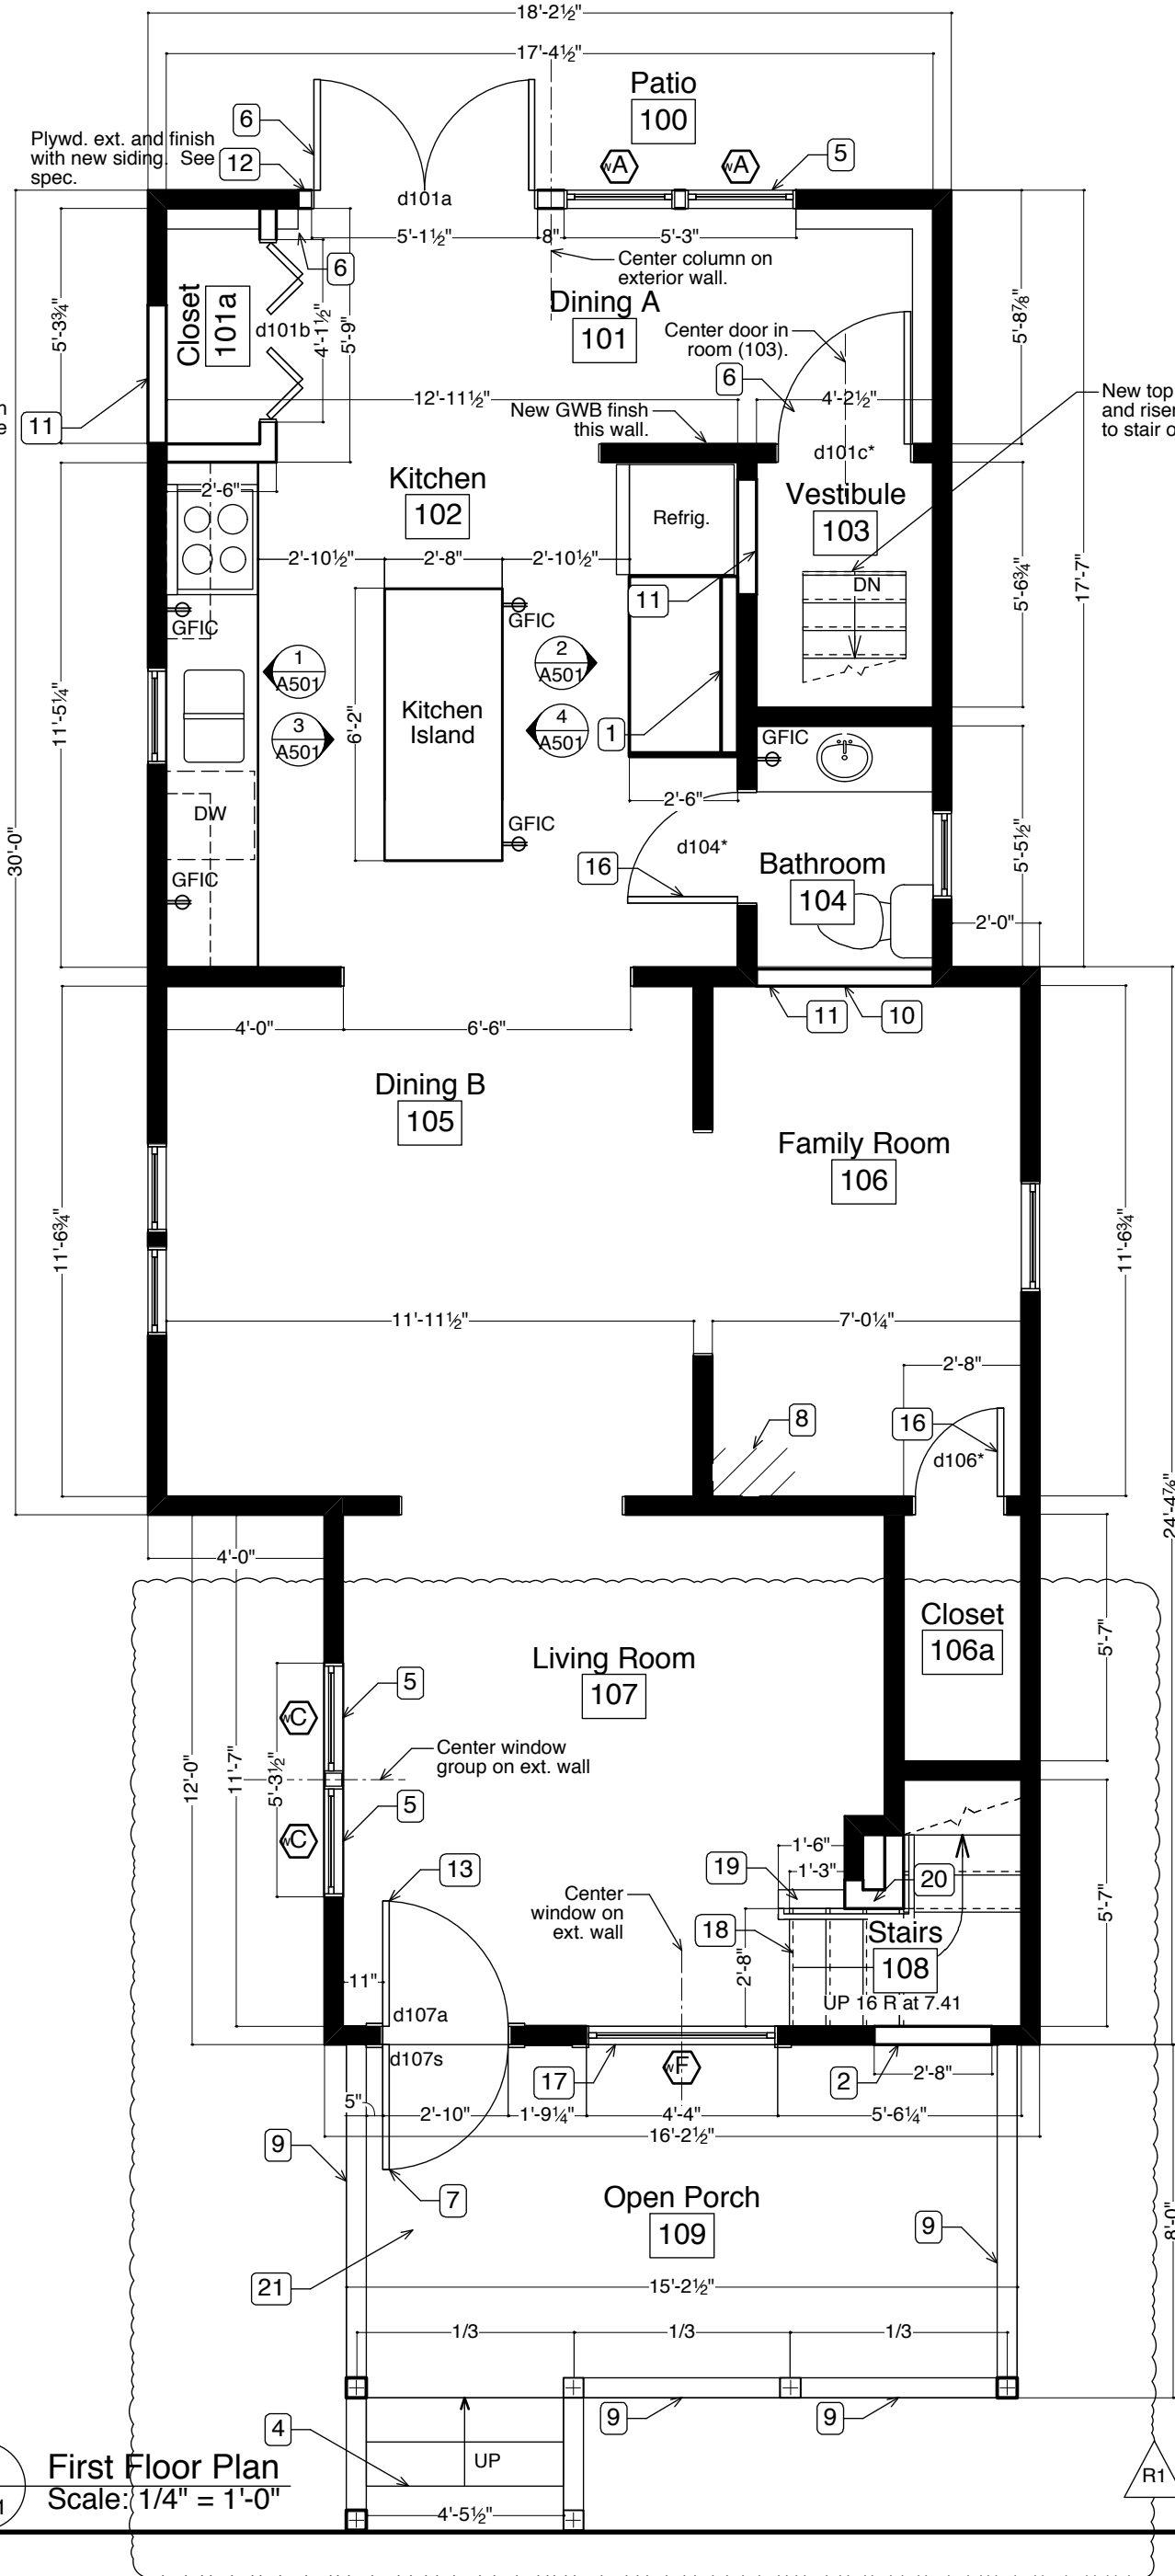 18'-2½"
17'-4½"
Patio
100
6
Plywd. ext. and finish
with new siding. See
spec.
12
wA
wA
5
d101a
5'-1½"
8"
5'-3"
6
Center column on
exterior wall.
Closet
101a
d101b
4'-1½"
5'-9"
5'-3¾"
Dining A
101
Center door in
room (103).
6
5'-8⅞"
11
12'-11½"
4'-2½"
New GWB finsh
this wall.
New top
and riser
to stair o
d101c*
Kitchen
102
2'-6"
Refrig.
Vestibule
103
2'-10½"
2'-8"
2'-10½"
DN
11
GFIC
GFIC
5'-6¾"
17'-7"
1
A501
2
A501
3
A501
4
A501
6'-2"
Kitchen
Island
1
GFIC
11'-5¼"
30'-0"
2'-6"
DW
GFIC
d104*
16
Bathroom
104
5'-5½"
GFIC
2'-0"
11
10
4'-0"
6'-6"
Dining B
105
Family Room
106
11'-6¾"
11'-6¾"
11'-11½"
7'-0¼"
2'-8"
8
16
d106*
24'-4⅞"
4'-0"
Closet
106a
5'-7"
Living Room
107
5
wC
Center window
group on ext. wall
12'-0"
11'-7"
5'-3½"
5
wC
1'-6"
1'-3"
13
19
20
Center
window on
ext. wall
18
Stairs
108
5'-7"
2'-8"
11"
UP 16 R at 7.41
d107a
d107s
17
wF
2
2'-8"
5"
2'-10"
1'-9¼"
4'-4"
5'-6¼"
16'-2½"
9
7
Open Porch
109
9
8'-0"
21
15'-2½"
1/3
1/3
1/3
4
9
9
UP
First Floor Plan
Scale: 1/4" = 1'-0"
1
R1
4'-5½"